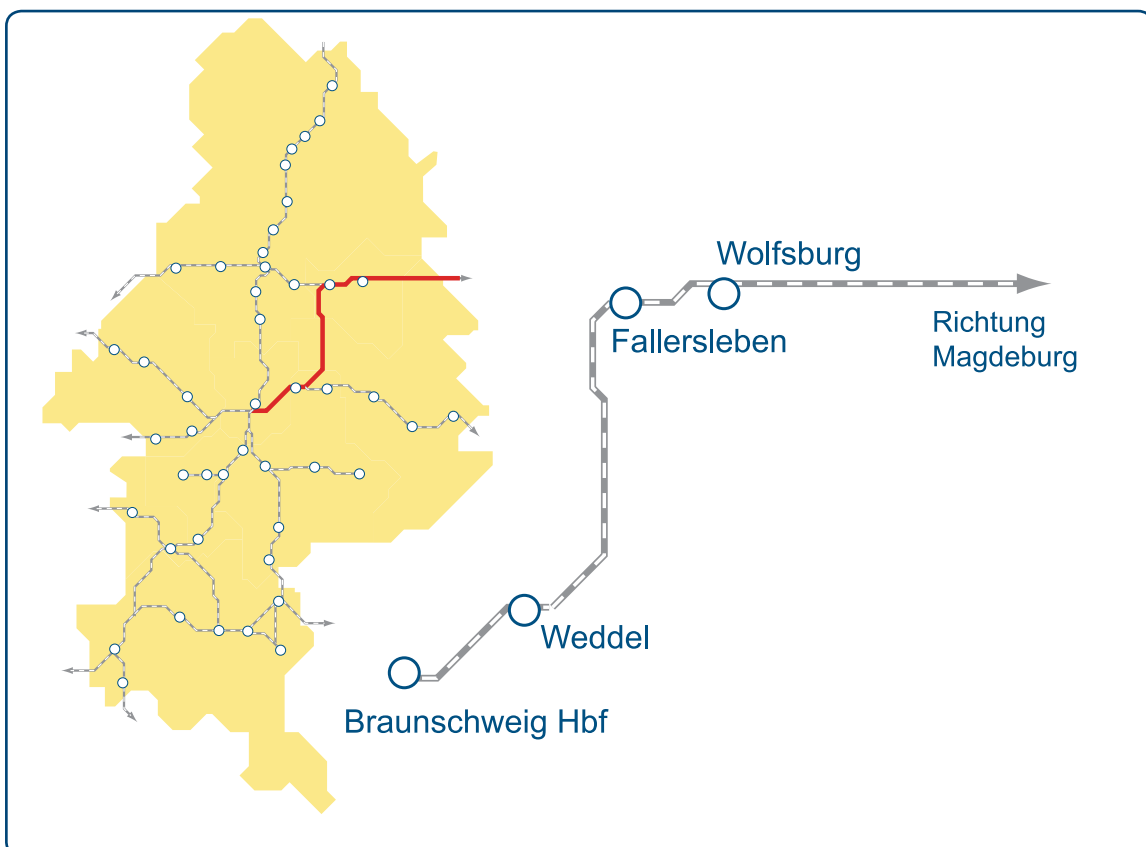 Wolfsburg
Fallersleben
Richtung
Magdeburg
Weddel
Braunschweig Hbf